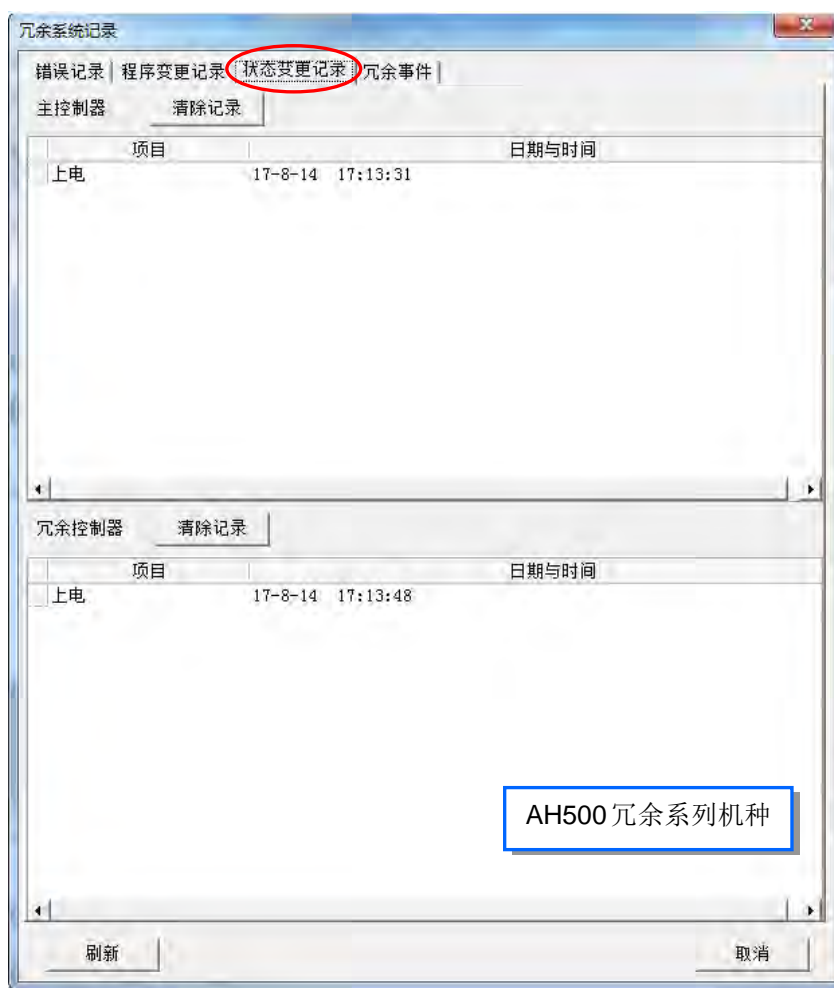 冗余系统记录
错误记录 程序变更记录 状态变更记录 冗余事件
主控制器 清除记录
项目 日期与时间
上电 17-8-14 17:13:31
冗余控制器 清除记录
项目 日期与时间
上电 17-8-14 17:13:48
AH500冗余系列机种
刷新 取消